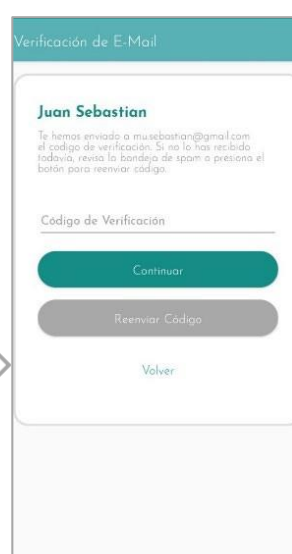 Verificación de E-Mail
Juan Sebastian
Te hemos enviado a mu.sebastian@gmail.com
el codigo de verificación. Si no lo has recibido
todavía, revisa la bandeja de spam o presiona el
botón para reenviar código.
Código de Verificación
Continuar
Reenviar Código
Volver